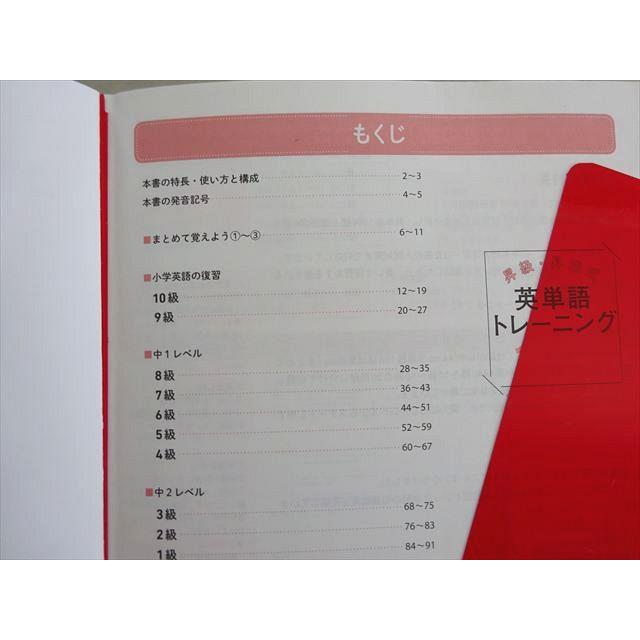 もくじ
本書の特長・使い方と構成 2〜3
本書の発音記号 4〜5
まとめて覚えよう①〜③ 6〜11
小学英語の復習
10級 12〜19
9級 20〜27
中1レベル
8級 28〜35
7級 36〜43
6級 44〜51
5級 52〜59
4級 60〜67
中2レベル
3級 68〜75
2級 76〜83
1級 84〜91
昇級・
英単語
トレーニング